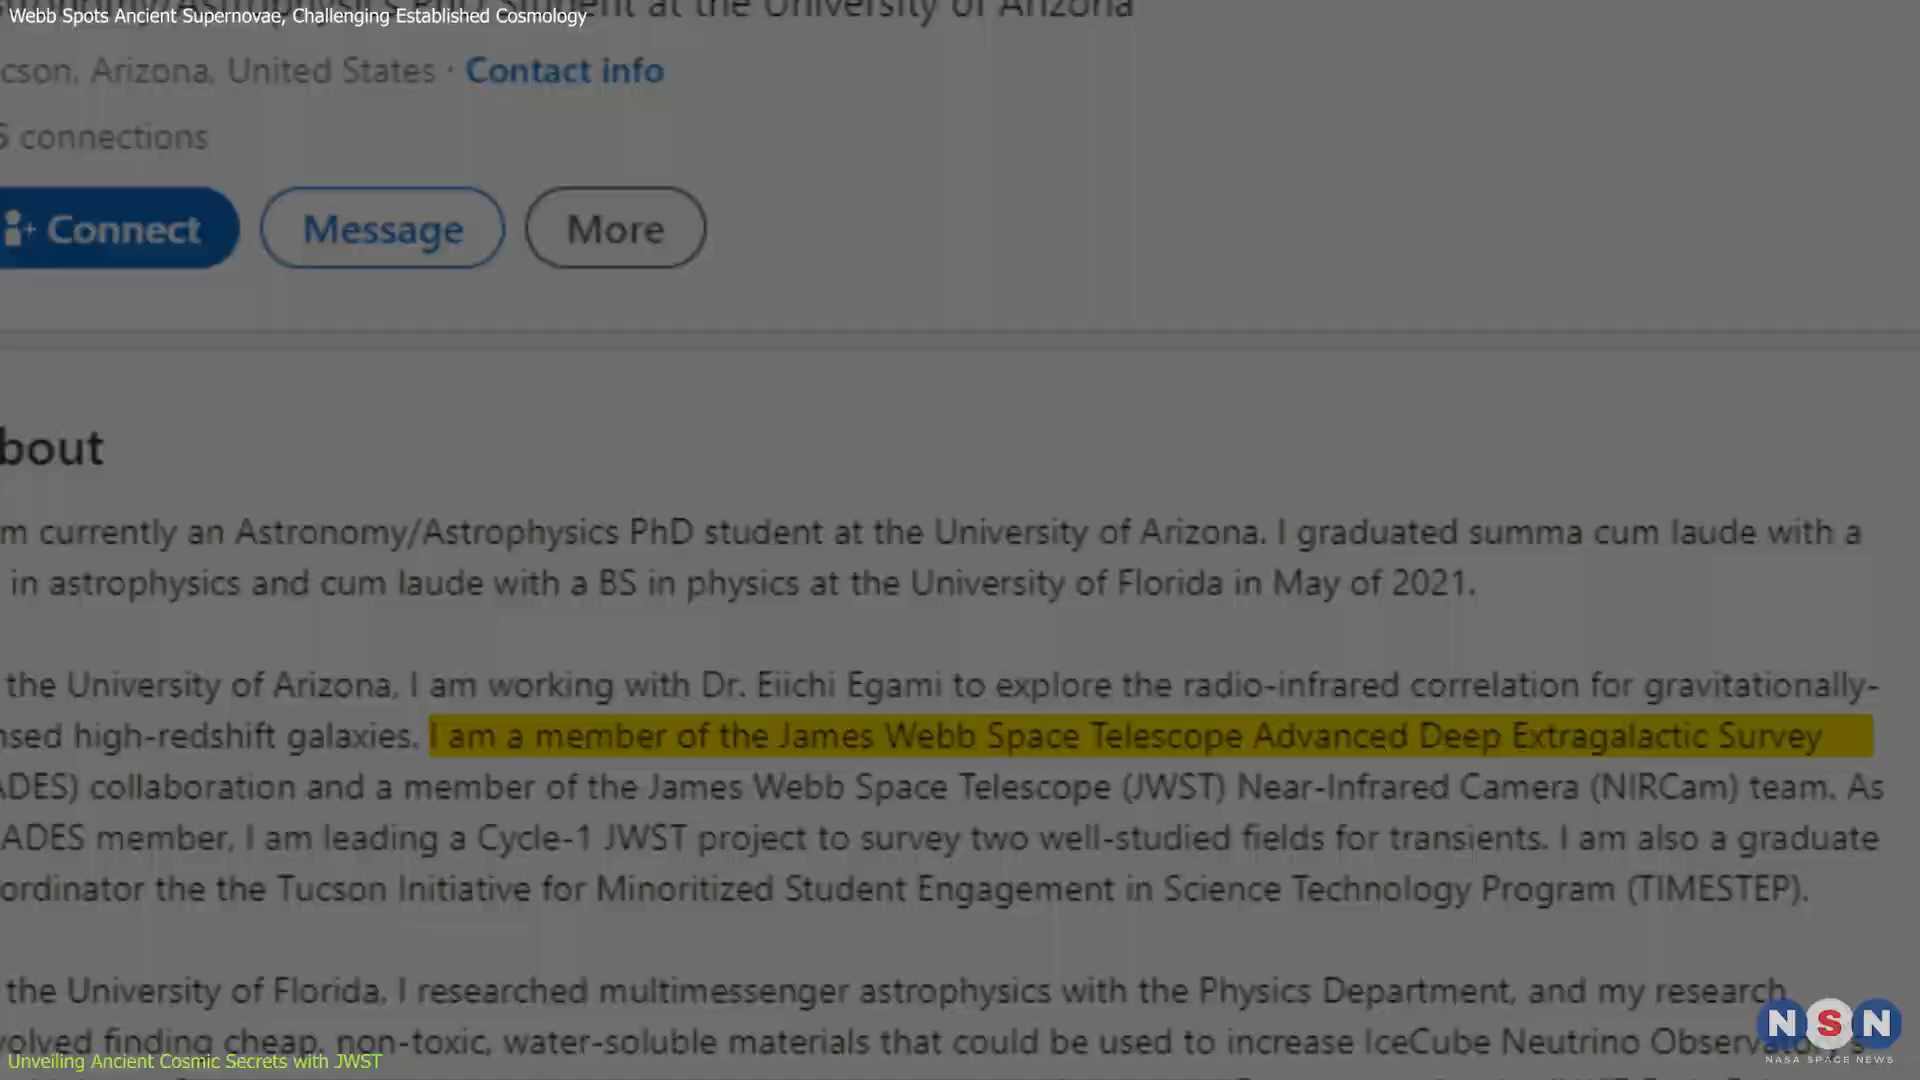 Webb Spots Ancient Supernovae, Challenging Established Cosmology
at the University of Arizona
cson, Arizona, United States · Contact info
5 connections
Connect Message More
bout
m currently an Astronomy/Astrophysics PhD student at the University of Arizona. I graduated summa cum laude with a
in astrophysics and cum laude with a BS in physics at the University of Florida in May of 2021.
the University of Arizona, I am working with Dr. Eiichi Egami to explore the radio-infrared correlation for gravitationally-
nsed high-redshift galaxies. I am a member of the James Webb Space Telescope Advanced Deep Extragalactic Survey
ADES) collaboration and a member of the James Webb Space Telescope (JWST) Near-Infrared Camera (NIRCam) team. As
ADES member, I am leading a Cycle-1 JWST project to survey two well-studied fields for transients. I am also a graduate
ordinator the the Tucson Initiative for Minoritized Student Engagement in Science Technology Program (TIMESTEP).
the University of Florida, I researched multimessenger astrophysics with the Physics Department, and my research
volved finding cheap, non-toxic, water-soluble materials that could be used to increase IceCube Neutrino
Unveiling Ancient Cosmic Secrets with JWST
NSN
NASA SPACE NEWS